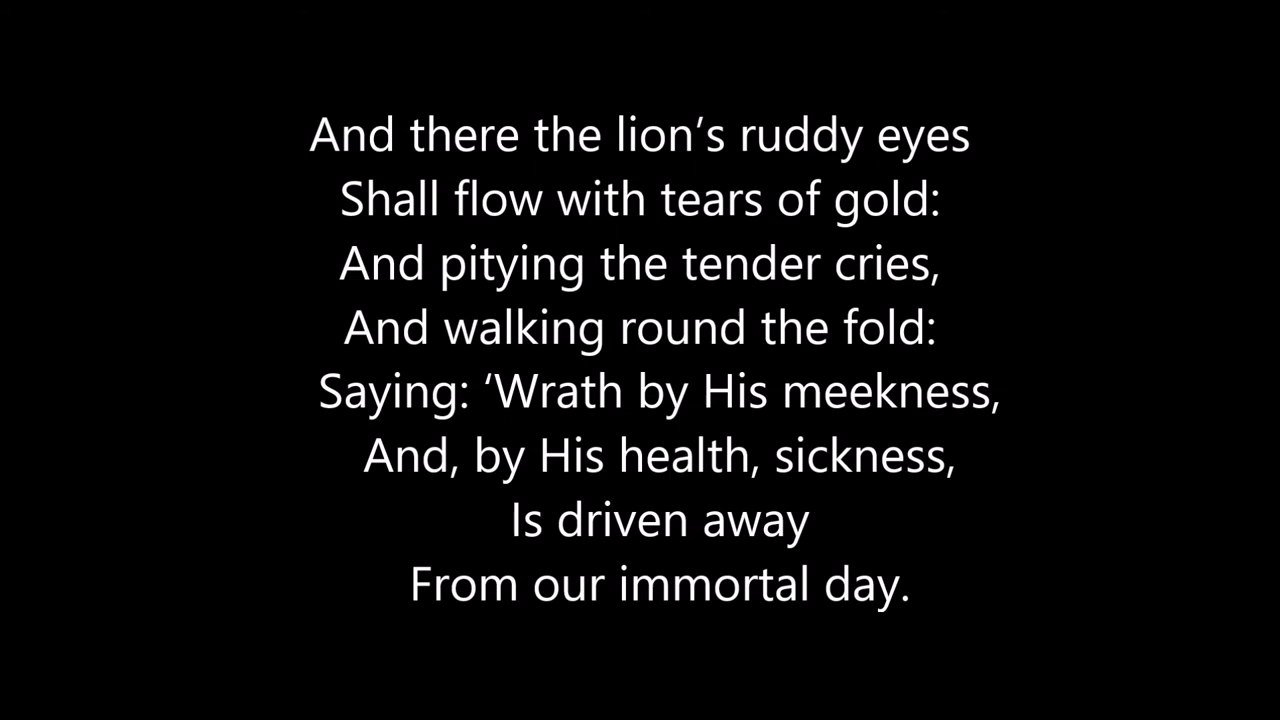 And there the lion’s ruddy eyes
Shall flow with tears of gold:
And pitying the tender cries,
And walking round the fold:
Saying: ‘Wrath by His meekness,
And, by His health, sickness,
Is driven away
From our immortal day.